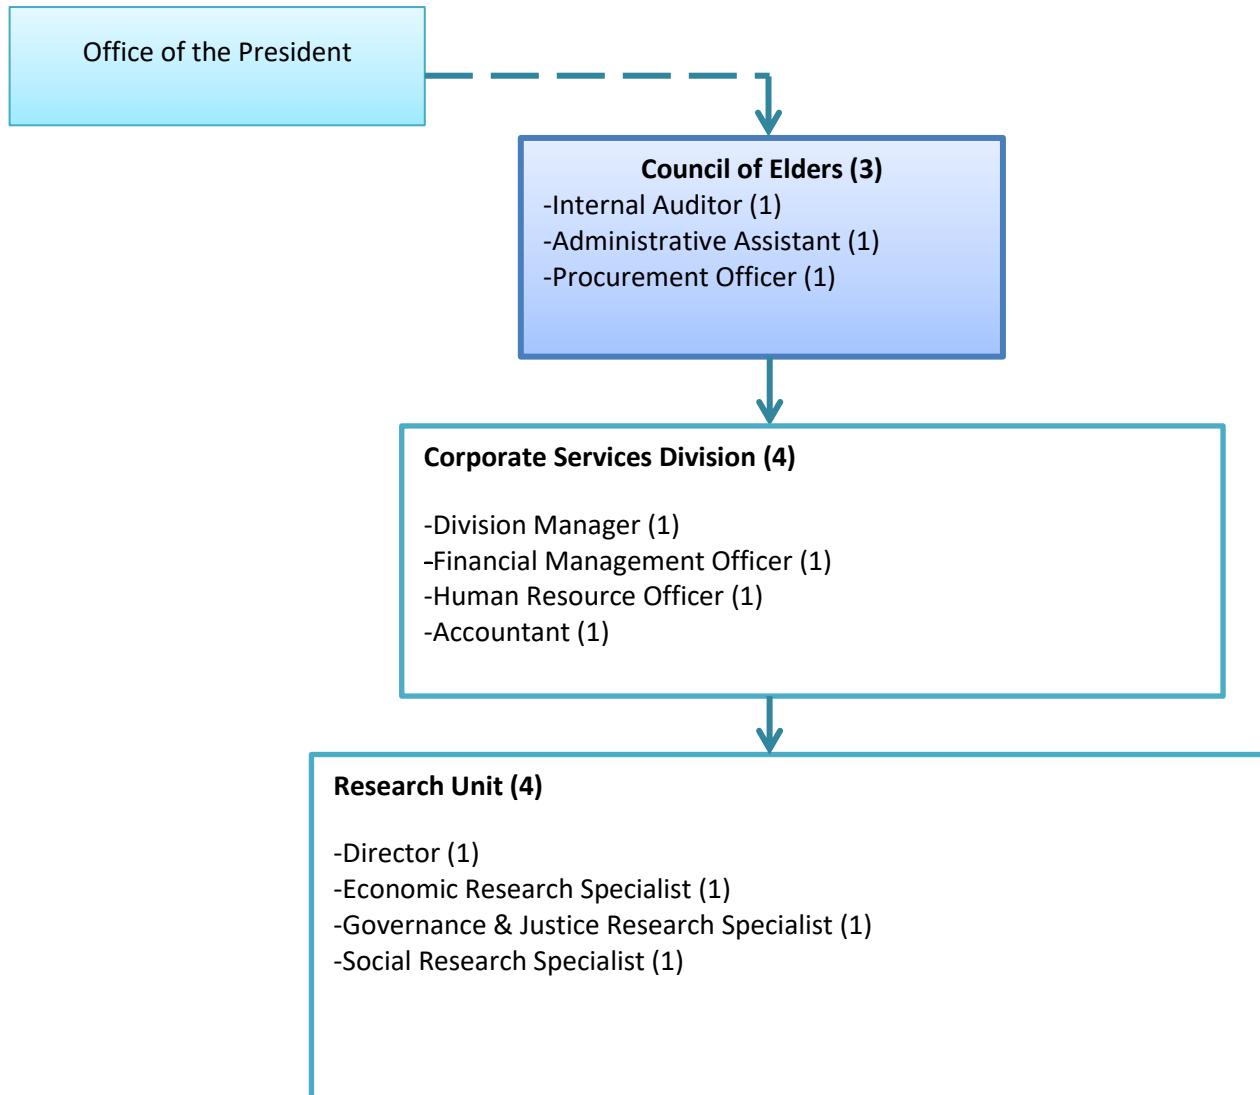 Office of the President
Council of Elders (3)
-Internal Auditor (1)
-Administrative Assistant (1)
-Procurement Officer (1)
Corporate Services Division (4)
-Division Manager (1)
-Financial Management Officer (1)
-Human Resource Officer (1)
-Accountant (1)
Research Unit (4)
-Director (1)
-Economic Research Specialist (1)
-Governance & Justice Research Specialist (1)
-Social Research Specialist (1)